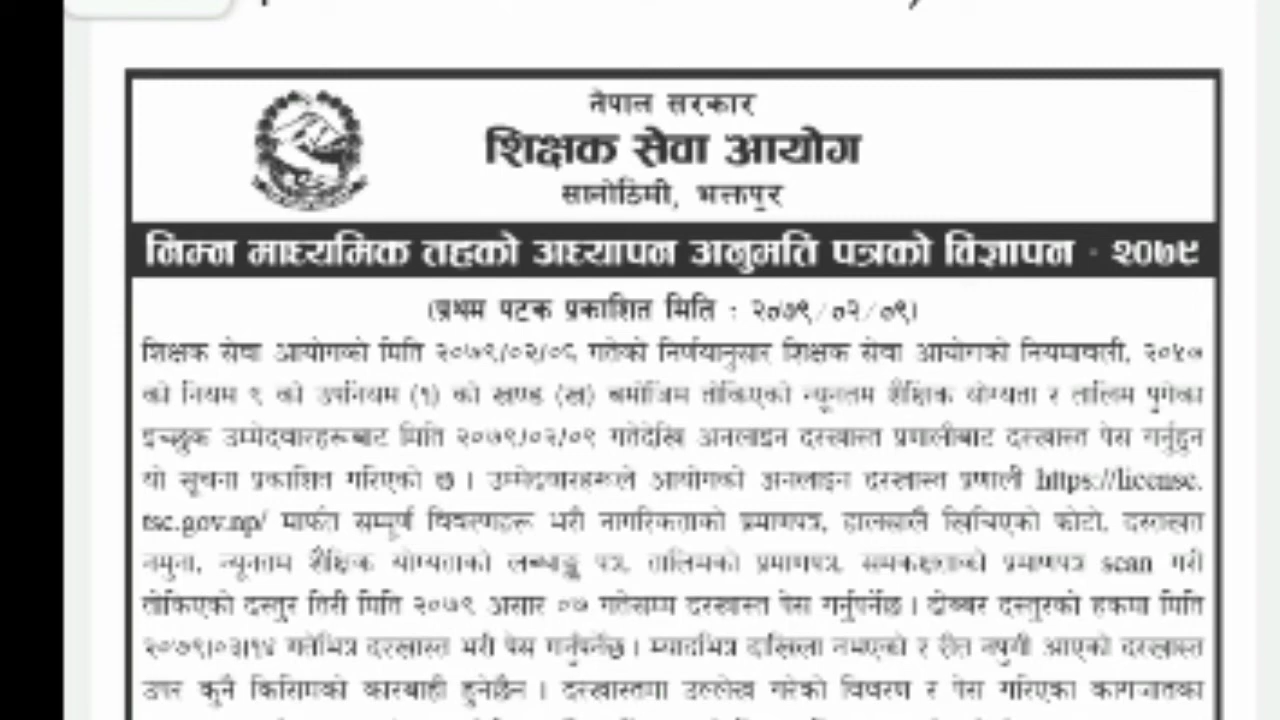 नेपाल सरकार
शिक्षक सेवा आयोग
सानोठिमी, भक्तपुर
निम्न माध्यमिक तहको अध्यापन अनुमति पत्रको विज्ञापन - २०७९
(प्रथम पटक प्रकाशित मिति : २०७९/०२/०९)
शिक्षक सेवा आयोगको मिति २०७९/०२/०८ गतेको निर्णयानुसार शिक्षक सेवा आयोगको नियमावली, २०५७
को नियम ९ को उपनियम (१) को खण्ड (ख) बमोजिम तोकिएको न्यूनतम शैक्षिक योग्यता र तालिम पुगेका
इच्छुक उम्मेदवारहरूबाट मिति २०७९/०२/०९ गतेदेखि अनलाइन दरखास्त प्रणालीबाट दरखास्त पेस गर्नुहुन
यो सूचना प्रकाशित गरिएको छ । उम्मेदवारहरूले आयोगको अनलाइन दरखास्त प्रणाली https://license.
tsc.gov.np/ मार्फत सम्पूर्ण विवरणहरू भरी नागरिकताको प्रमाणपत्र, हालसालै खिचिएको फोटो, दस्तखत
नमुना, न्यूनतम शैक्षिक योग्यताको लब्धाङ्क पत्र, तालिमको प्रमाणपत्र, समकक्षताको प्रमाणपत्र scan गरी
तोकिएको दस्तुर तिरी मिति २०७९ असार ०७ गतेसम्म दरखास्त पेस गर्नुपर्नेछ । दोब्बर दस्तुरको हकमा मिति
२०७९।०३।१४ गतेभित्र दरखास्त भरी पेस गर्नुपर्नेछ । म्यादभित्र दाखिला नभएको र रीत नपुगी आएको दरखास्त
उपर कुनै किसिमको कारबाही हुनेछैन । दरखास्तमा उल्लेख गरेको विवरण र पेस गरिएका कागजातका